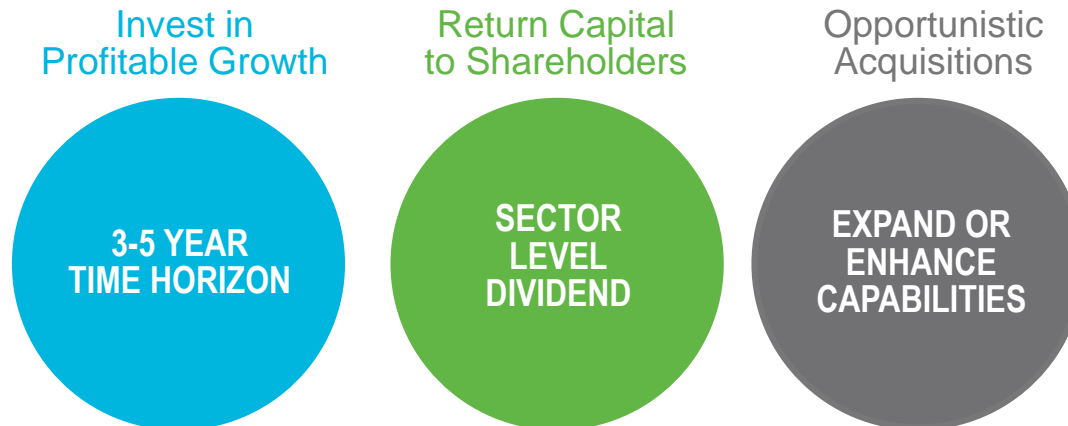 Invest in
Profitable Growth
3-5 YEAR
TIME HORIZON
Return Capital
to Shareholders
SECTOR
LEVEL
DIVIDEND
Opportunistic
Acquisitions
EXPAND OR
ENHANCE
CAPABILITIES